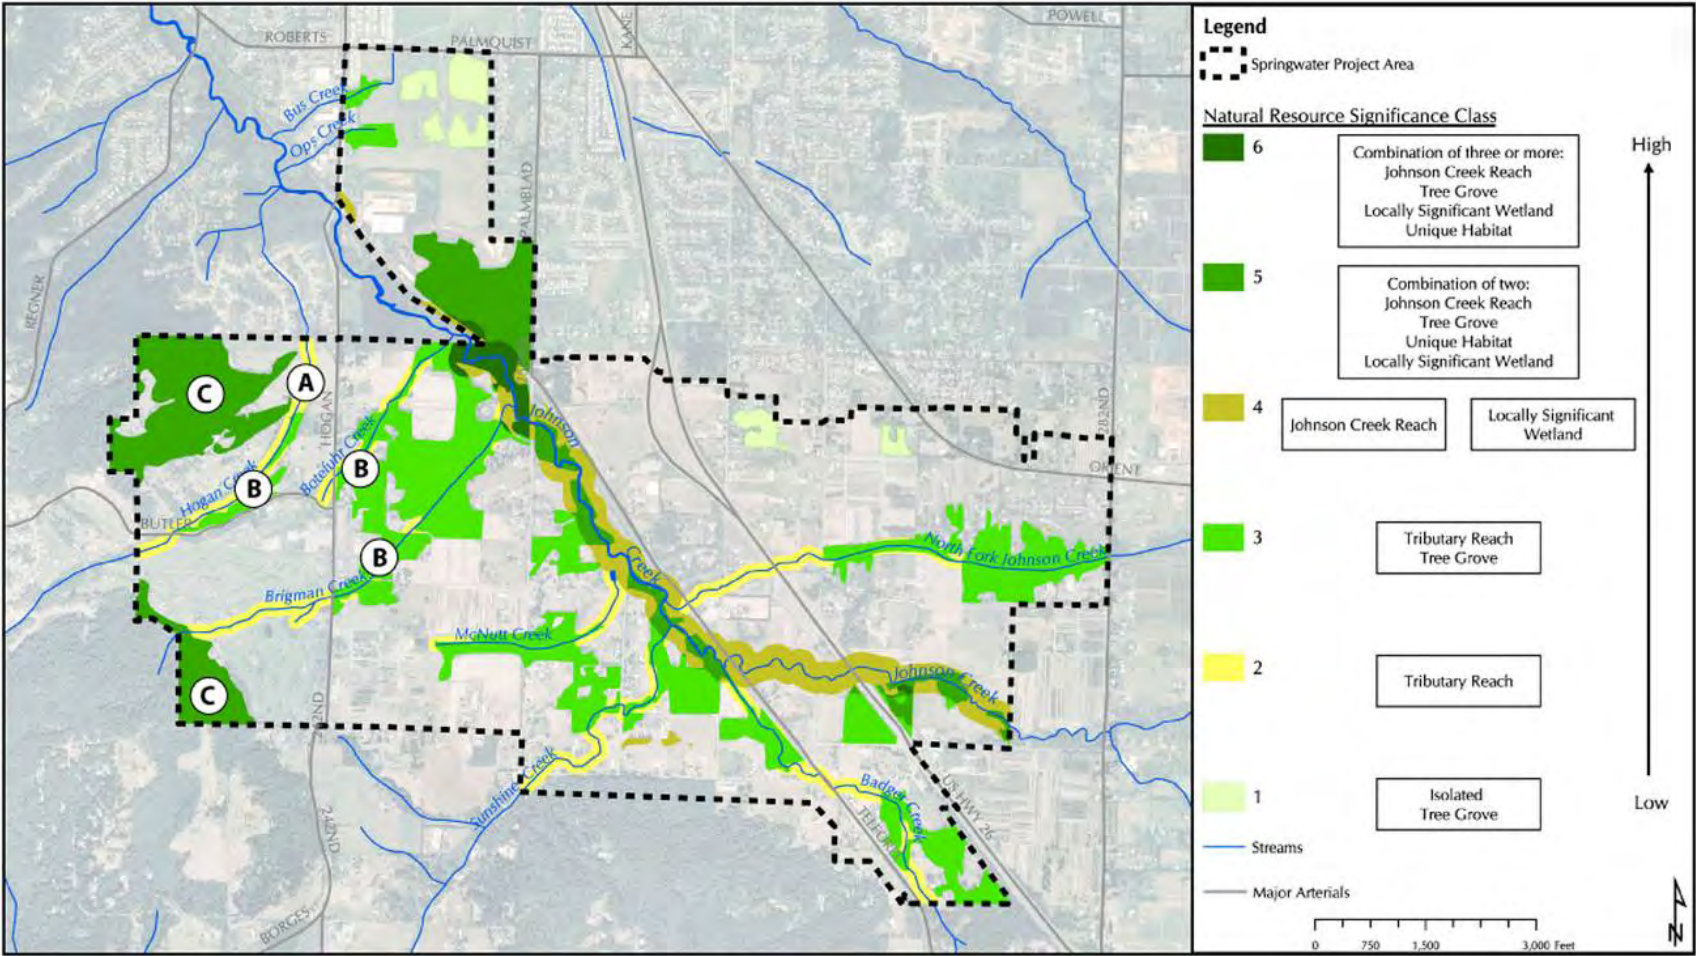 POWELL
KANE
ROBERTS
PALMQUIST
Bus Creek
Ops Creek
PALMBLAD
REGNER
HOGAN
A
C
282ND
Johnson
Botefuhr Creek
B
ORIENT
Hogan Creek
B
BUTLER
North Fork Johnson Creek
B
Creek
Brigman Creek
McNutt Creek
Johnson Creek
C
242ND
Sunshine Creek
Badger Creek
US HWY 26
TELFORD
242ND
BORGES
Legend
Springwater Project Area
Natural Resource Significance Class
6
Combination of three or more:
Johnson Creek Reach
Tree Grove
Locally Significant Wetland
Unique Habitat
High
5
Combination of two:
Johnson Creek Reach
Tree Grove
Unique Habitat
Locally Significant Wetland
4
Johnson Creek Reach
Locally Significant
Wetland
3
Tributary Reach
Tree Grove
2
Tributary Reach
1
Isolated
Tree Grove
Low
Streams
Major Arterials
0 750 1,500 3,000 Feet
N